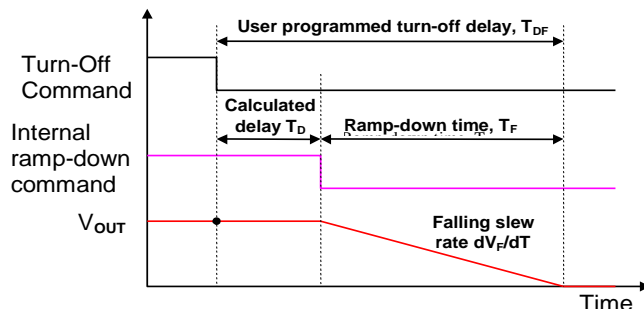 User programmed turn-off delay, TDF
Turn-Off
Command
Calculated
delay TD
Ramp-down time, TF
Internal
ramp-down
command
VOUT
Falling slew
rate dVF/dT
Time